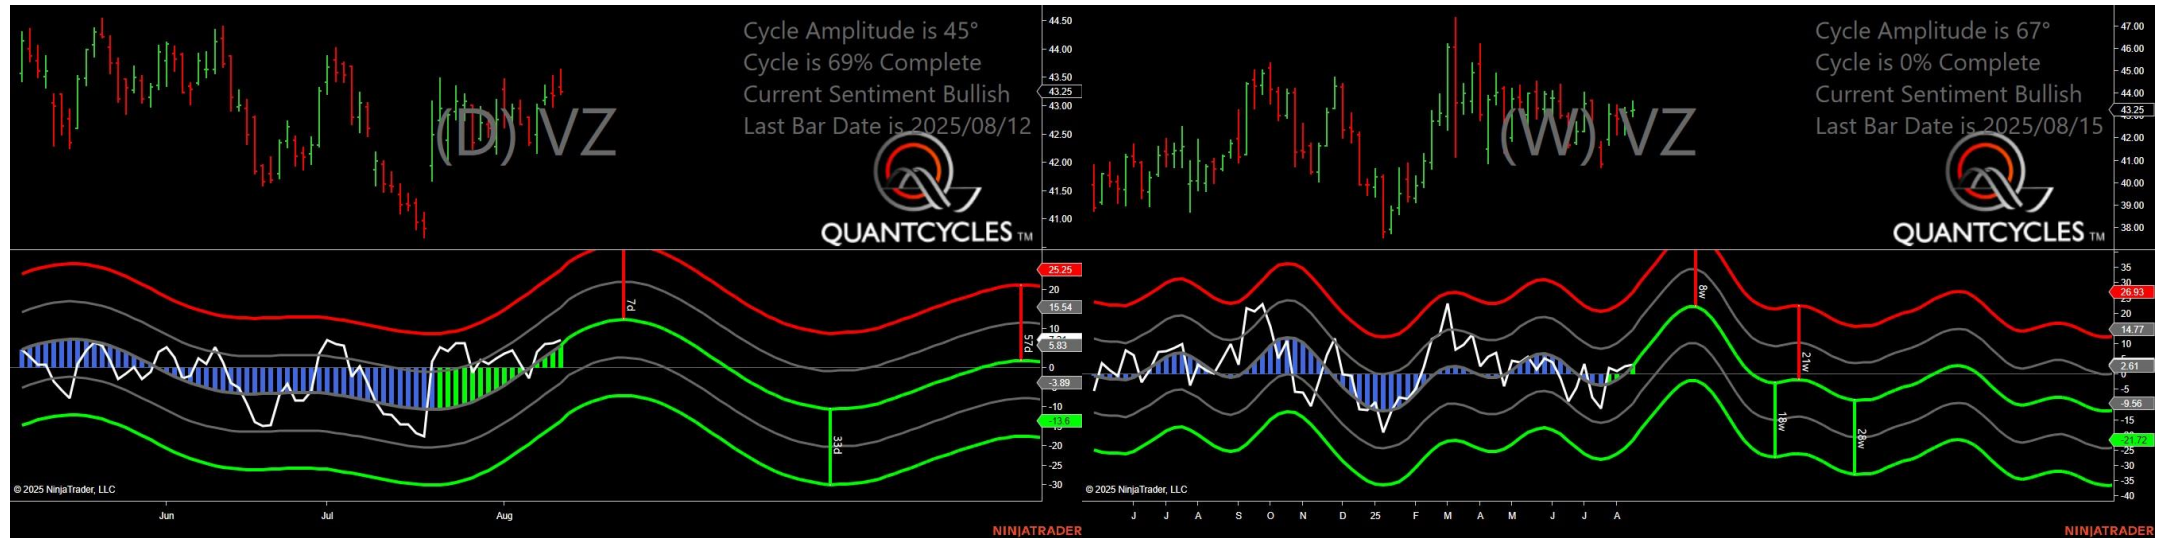 Cycle Amplitude is 45°
Cycle is 69% Complete
Current Sentiment Bullish
Last Bar Date is 2025/08/12
(D) VZ
QUANTCYCLES TM
44.50
44.00
43.50
43.25
43.00
42.50
42.00
41.50
41.00
7d
33d
57d
25.25
20
15.54
10
5.83
0
-3.89
-10
-13.6
-20
-25
-30
© 2025 NinjaTrader, LLC
Jun Jul Aug
NINJATRADER
Cycle Amplitude is 67°
Cycle is 0% Complete
Current Sentiment Bullish
Last Bar Date is 2025/08/15
(W) VZ
QUANTCYCLES TM
47.00
46.00
45.00
44.00
43.25
42.00
41.00
40.00
39.00
38.00
8w
21w
18w
28w
35
26.93
20
14.77
10
5
2.61
-5
-9.56
-15
-21.72
-25
-30
-35
-40
© 2025 NinjaTrader, LLC
J J A S O N D 25 F M A M J J A
NINJATRADER